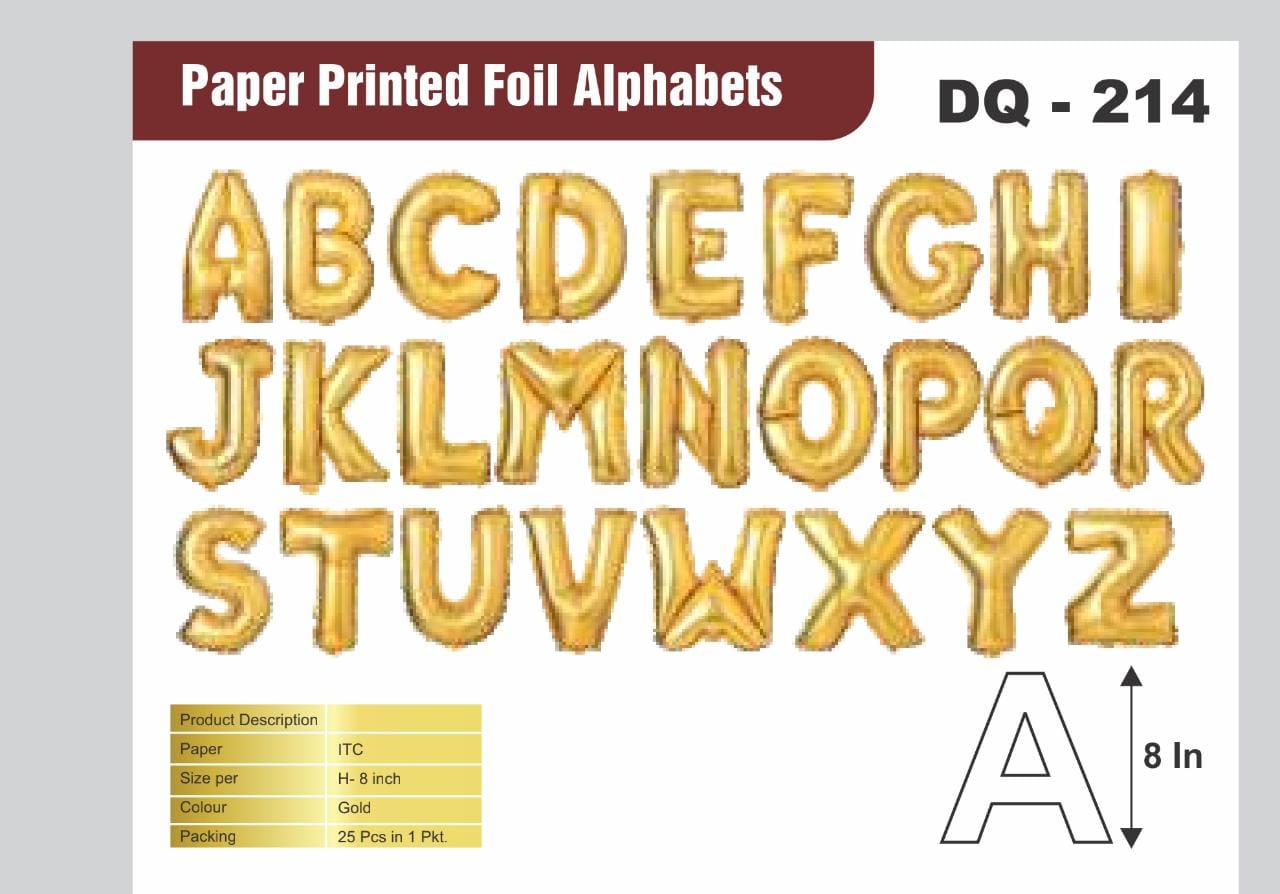 Paper Printed Foil Alphabets
DQ - 214
ABCDEFGHI
JKLMNOPQR
STUVWXYZ
A
8 In
Product Description
Paper ITC
Size per H- 8 inch
Colour Gold
Packing 25 Pcs in 1 Pkt.